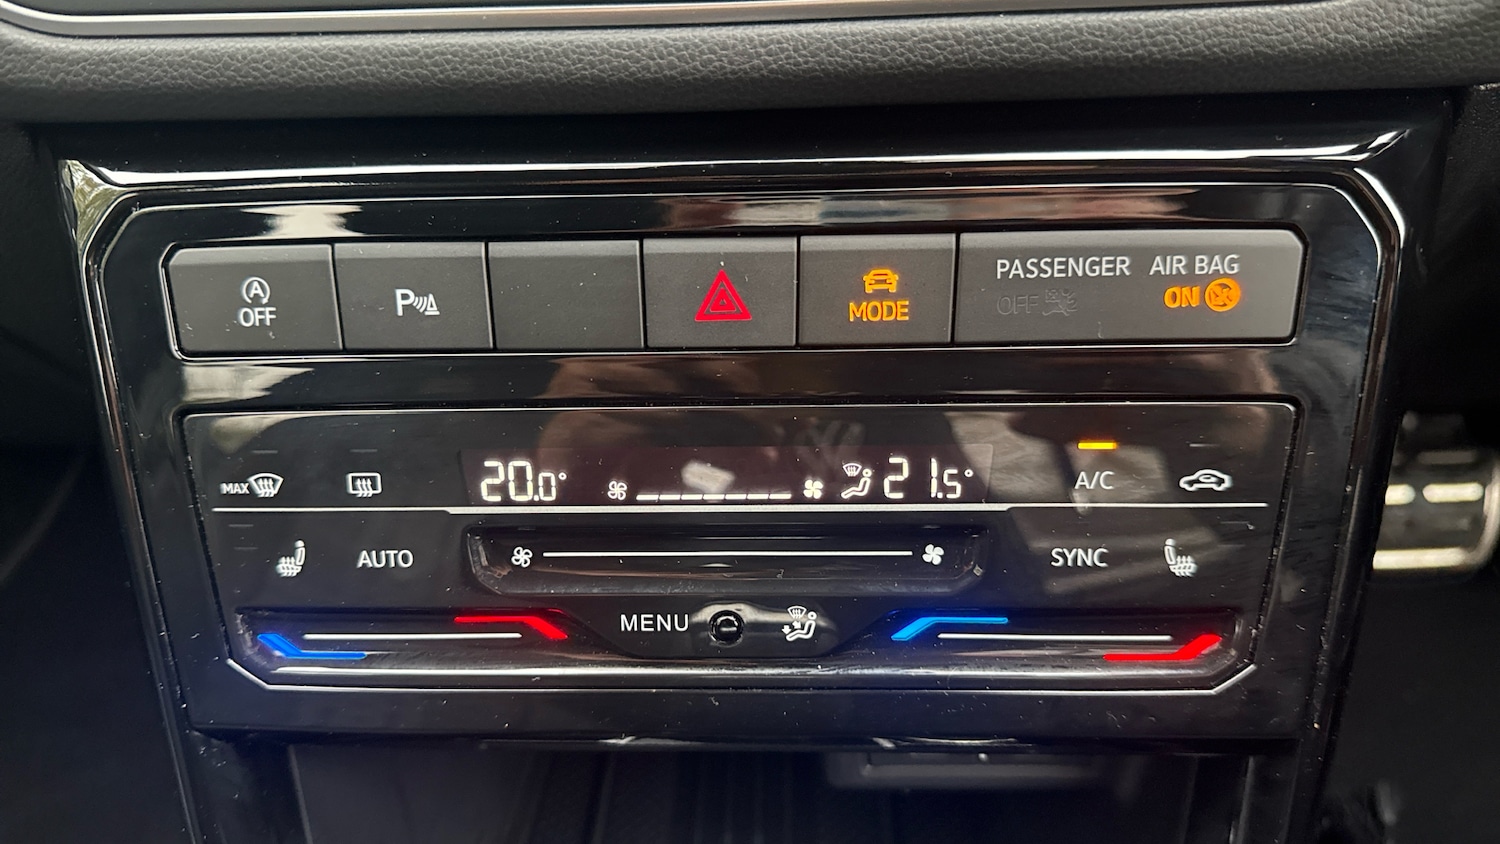 A
OFF
P
MODE
PASSENGER AIR BAG
OFF ON
MAX
20.0°
21.5°
A/C
AUTO
SYNC
MENU